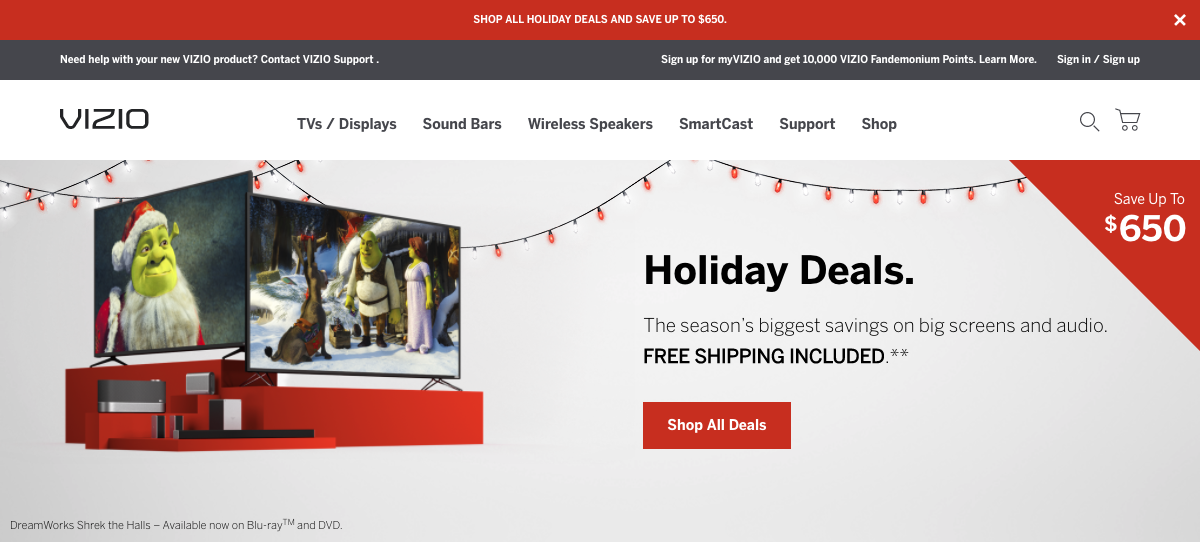 SHOP ALL HOLIDAY DEALS AND SAVE UP TO $650.
Need help with your new VIZIO product? Contact VIZIO Support .
Sign up for myVIZIO and get 10,000 VIZIO Fandemonium Points. Learn More.
Sign in / Sign up
VIZIO
TVs / Displays
Sound Bars
Wireless Speakers
SmartCast
Support
Shop
Save Up To
$650
Holiday Deals.
The season's biggest savings on big screens and audio.
FREE SHIPPING INCLUDED.**
Shop All Deals
DreamWorks Shrek the Halls – Available now on Blu-ray™ and DVD.